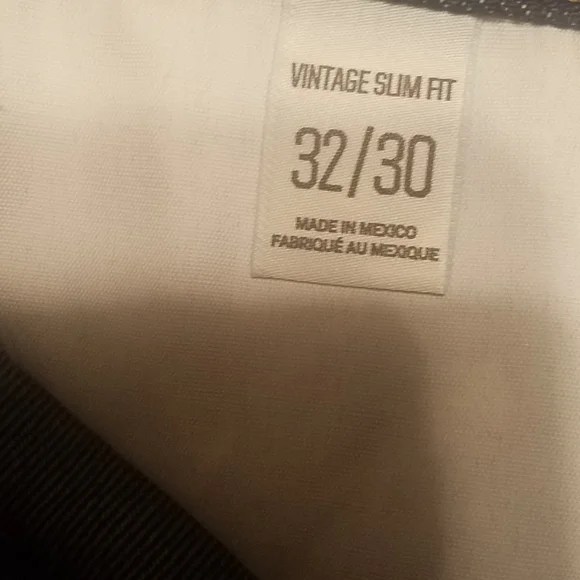 VINTAGE SLIM FIT
32/30
MADE IN MEXICO
FABRIQUÉ AU MEXIQUE